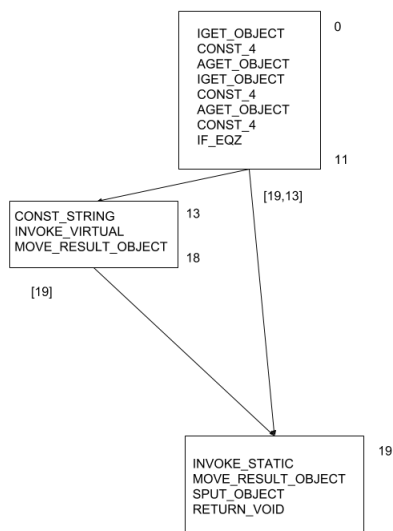 IGET_OBJECT
CONST_4
AGET_OBJECT
IGET_OBJECT
CONST_4
AGET_OBJECT
CONST_4
IF_EQZ
0
11
[19,13]
CONST_STRING
INVOKE_VIRTUAL
MOVE_RESULT_OBJECT
13
18
[19]
INVOKE_STATIC
MOVE_RESULT_OBJECT
SPUT_OBJECT
RETURN_VOID
19